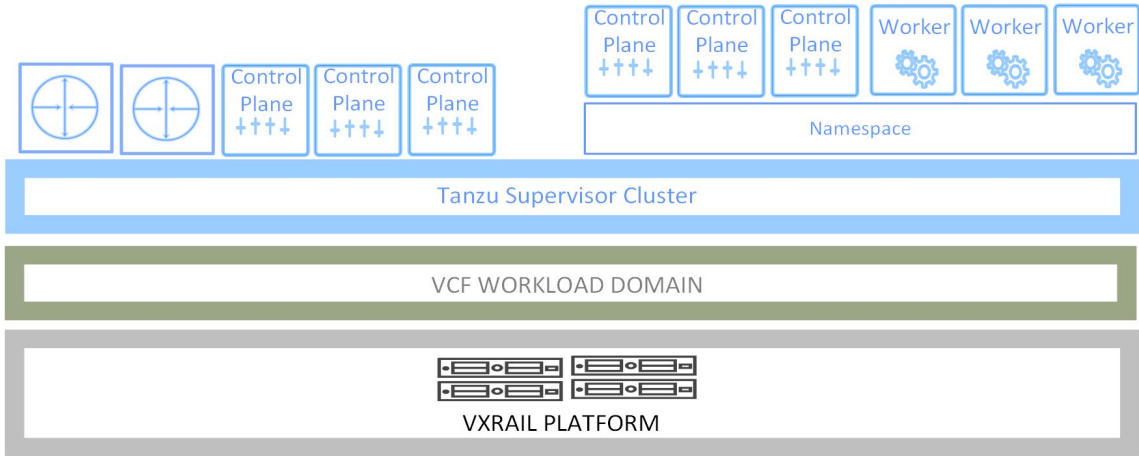 Control
Plane
Control
Plane
Control
Plane
Worker
Worker
Worker
Control
Plane
Control
Plane
Control
Plane
Namespace
Tanzu Supervisor Cluster
VCF WORKLOAD DOMAIN
VXRAIL PLATFORM